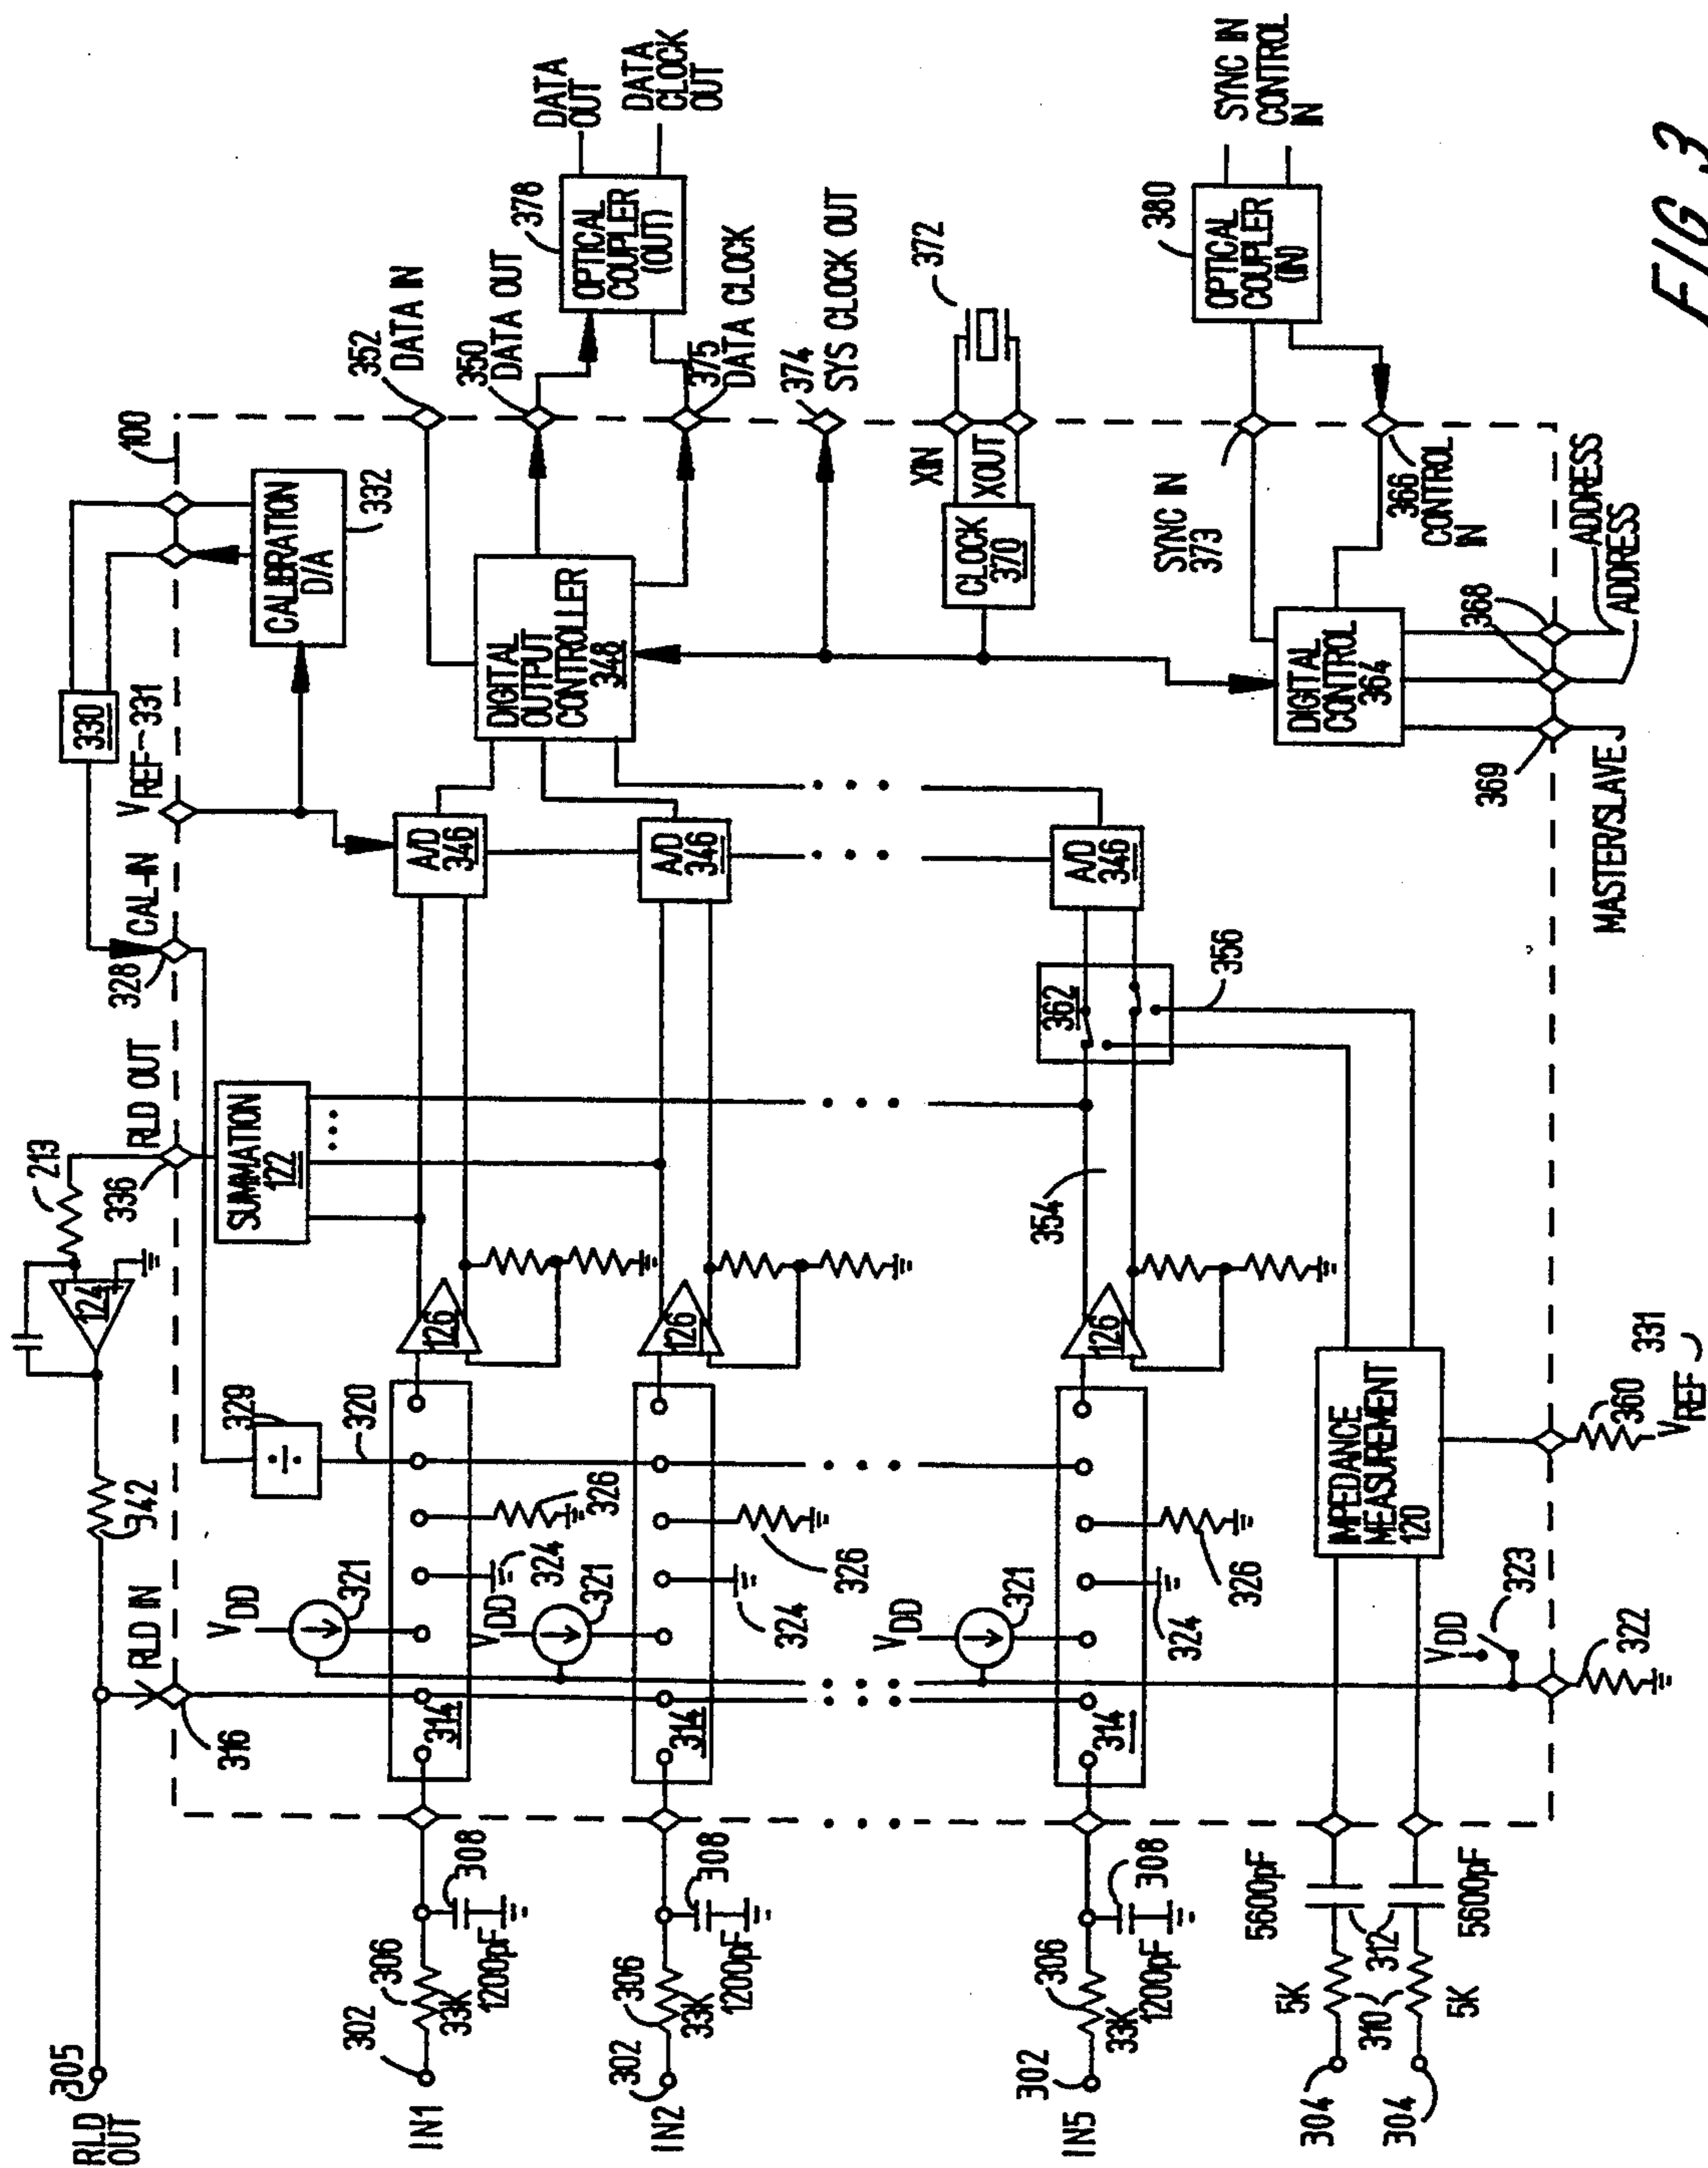 RLD
OUT
305
342
124
213
330
RLD IN
316
336
RLD OUT
328
CAL-IN
VREF
331
100
329
÷
SUMMATION
122
CALIBRATION
D/A
332
320
VDD
321
314
324
326
126
A/D
346
IN1
302
306
33K
308
1200pF
VDD
321
314
324
326
126
A/D
346
IN2
302
306
33K
308
1200pF
VDD
321
314
324
326
126
354
362
356
A/D
346
IN5
302
306
33K
308
1200pF
DIGITAL
OUTPUT
CONTROLLER
348
352
DATA IN
350
DATA OUT
375
DATA CLOCK
378
OPTICAL
COUPLER
(OUT)
DATA
OUT
DATA
CLOCK
OUT
374
SYS CLOCK OUT
CLOCK
370
XIN
XOUT
372
DIGITAL
CONTROL
364
SYNC IN
373
366
CONTROL
IN
380
OPTICAL
COUPLER
(IN)
SYNC IN
CONTROL
IN
304
304
5K
310
5K
5600pF
312
5600pF
IMPEDANCE
MEASUREMENT
120
VDD
323
322
360
VREF
331
369
368
MASTER/SLAVE
ADDRESS
ADDRESS
FIG 3